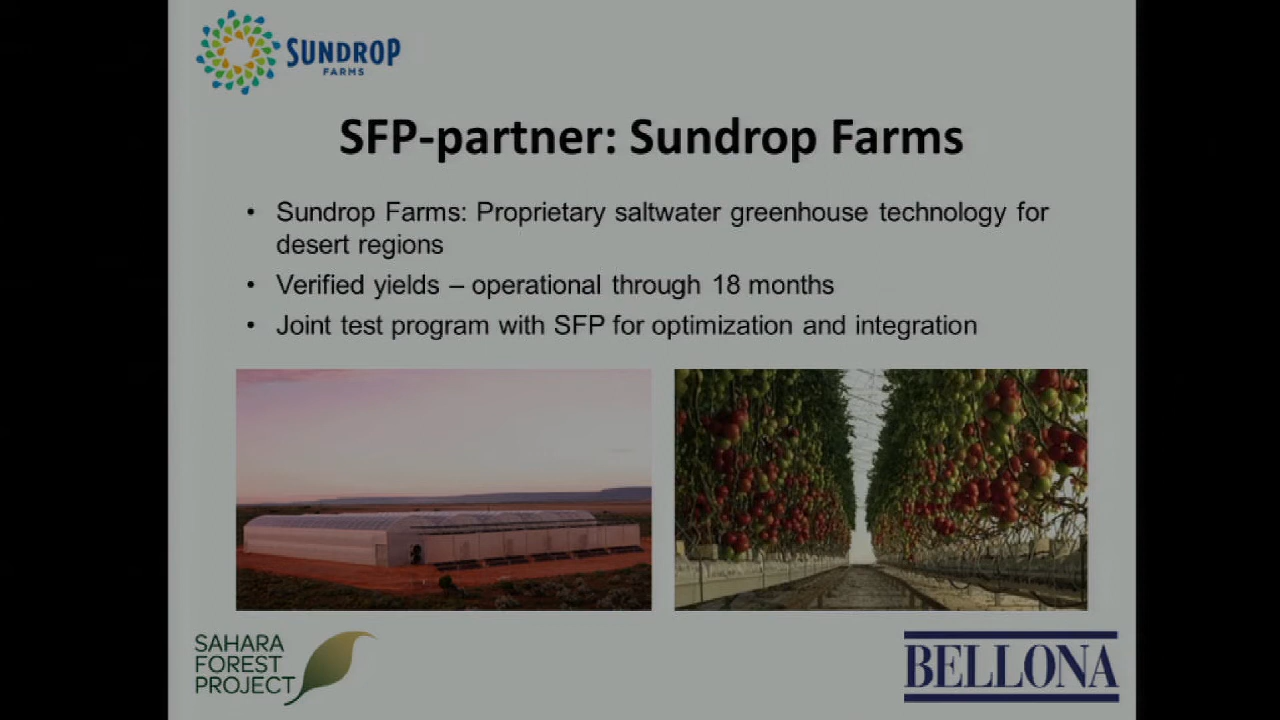 SUNDROP
FARMS
SFP-partner: Sundrop Farms
• Sundrop Farms: Proprietary saltwater greenhouse technology for
desert regions
• Verified yields – operational through 18 months
• Joint test program with SFP for optimization and integration
SAHARA
FOREST
PROJECT
BELLONA